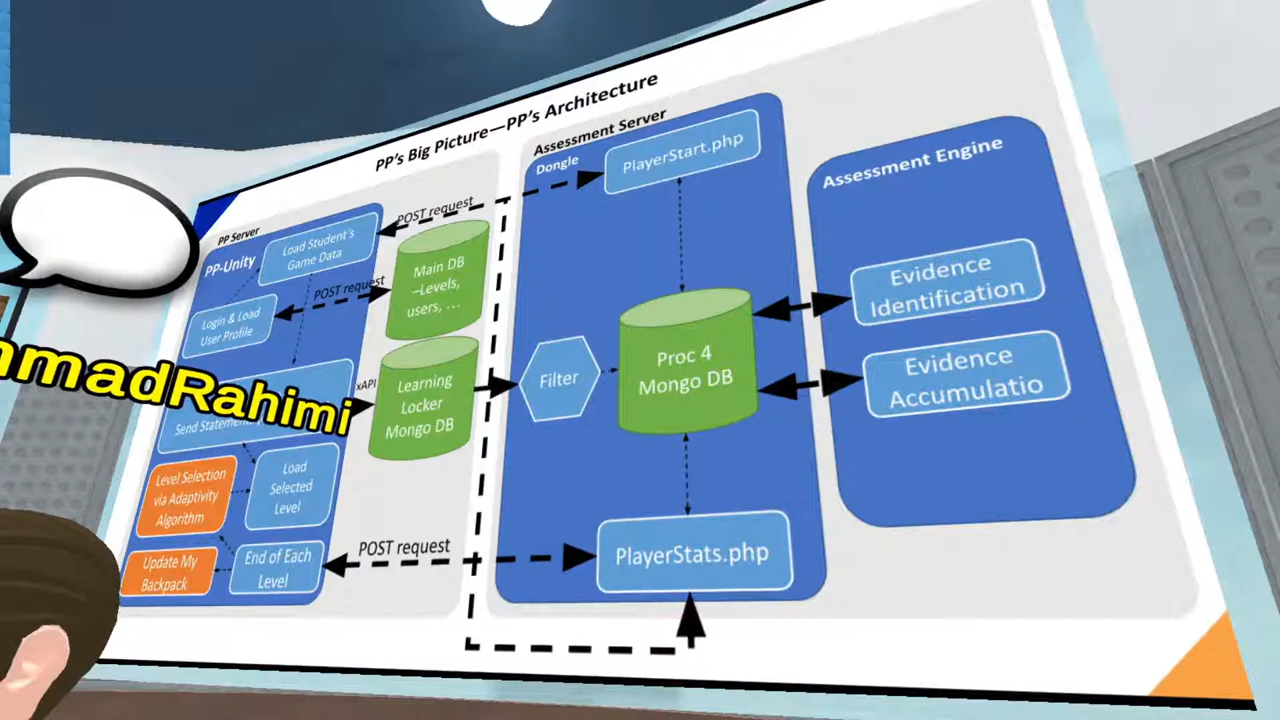 PP's Big Picture—PP's Architecture
PP Server
PP-Unity
Load Student's
Game Data
Login & Load
User Profile
Send Statement
Level Selection
via Adaptivity
Algorithm
Load
Selected
Level
Update My
Backpack
End of Each
Level
POST request
POST request
xAPI
POST request
Main DB
–Levels,
users, ...
Learning
Locker
Mongo DB
Assessment Server
Dongle
PlayerStart.php
Filter
Proc 4
Mongo DB
PlayerStats.php
Assessment Engine
Evidence
Identification
Evidence
Accumulatio
madRahimi